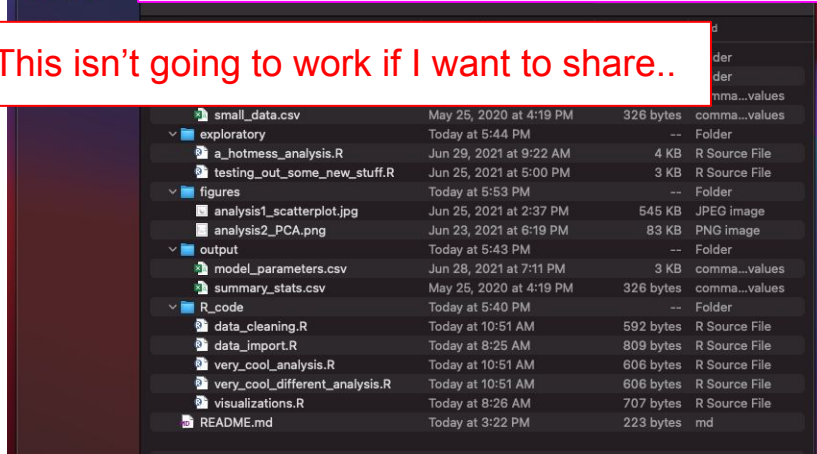 This isn't going to work if I want to share..
small_data.csv May 25, 2020 at 4:19 PM 326 bytes comma...values
exploratory Today at 5:44 PM -- Folder
a_hotmess_analysis.R Jun 29, 2021 at 9:22 AM 4 KB R Source File
testing_out_some_new_stuff.R Jun 25, 2021 at 5:00 PM 3 KB R Source File
figures Today at 5:53 PM -- Folder
analysis1_scatterplot.jpg Jun 25, 2021 at 2:37 PM 545 KB JPEG image
analysis2_PCA.png Jun 23, 2021 at 6:19 PM 83 KB PNG image
output Today at 5:43 PM -- Folder
model_parameters.csv Jun 28, 2021 at 7:11 PM 3 KB comma...values
summary_stats.csv May 25, 2020 at 4:19 PM 326 bytes comma...values
R_code Today at 5:40 PM -- Folder
data_cleaning.R Today at 10:51 AM 592 bytes R Source File
data_import.R Today at 8:25 AM 809 bytes R Source File
very_cool_analysis.R Today at 10:51 AM 606 bytes R Source File
very_cool_different_analysis.R Today at 10:51 AM 606 bytes R Source File
visualizations.R Today at 8:26 AM 707 bytes R Source File
README.md Today at 3:22 PM 223 bytes md